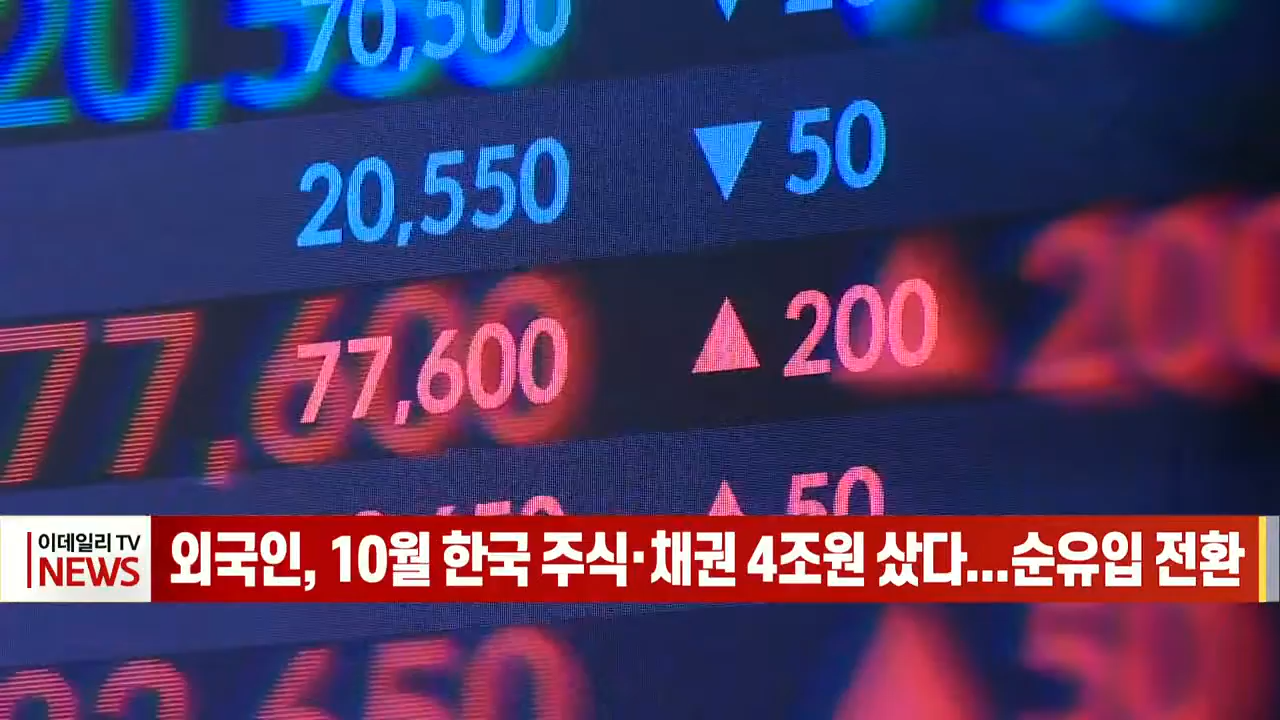 70,500 ▼
20,550 ▼ 50
77,600 ▲ 200
▲ 50
이데일리 TV
NEWS
외국인, 10월 한국 주식·채권 4조원 샀다...순유입 전환